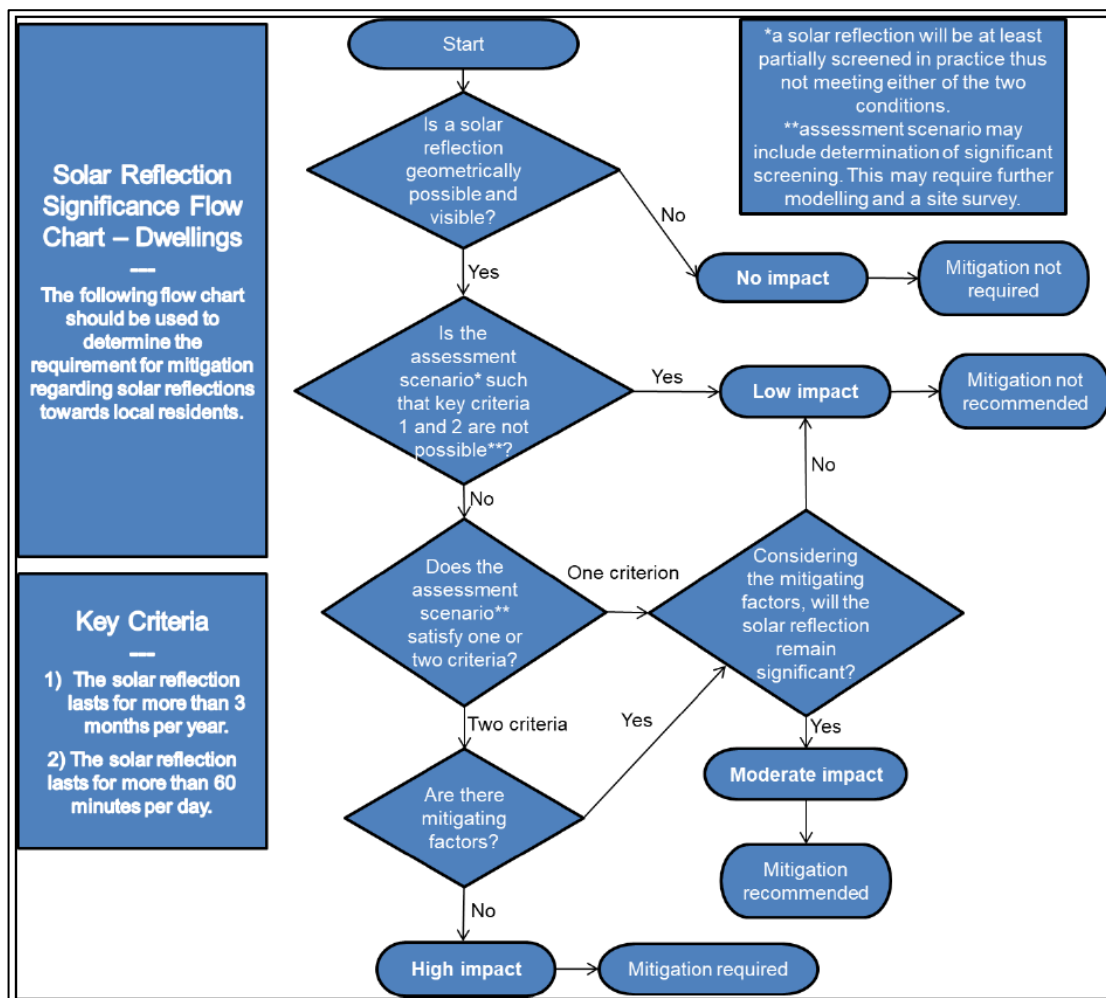 Solar Reflection
Significance Flow
Chart – Dwellings
---
The following flow chart
should be used to
determine the
requirement for mitigation
regarding solar reflections
towards local residents.
Key Criteria
---
1) The solar reflection
lasts for more than 3
months per year.
2) The solar reflection
lasts for more than 60
minutes per day.
Start
Is a solar
reflection
geometrically
possible and
visible?
No
Yes
*a solar reflection will be at least
partially screened in practice thus
not meeting either of the two
conditions.
**assessment scenario may
include determination of significant
screening. This may require further
modelling and a site survey.
No impact
Mitigation not
required
Is the
assessment
scenario* such
that key criteria
1 and 2 are not
possible**?
Yes
No
Low impact
Mitigation not
recommended
No
Does the
assessment
scenario**
satisfy one or
two criteria?
One criterion
Two criteria
Considering
the mitigating
factors, will the
solar reflection
remain
significant?
Yes
Yes
Moderate impact
Mitigation
recommended
Are there
mitigating
factors?
No
High impact
Mitigation required